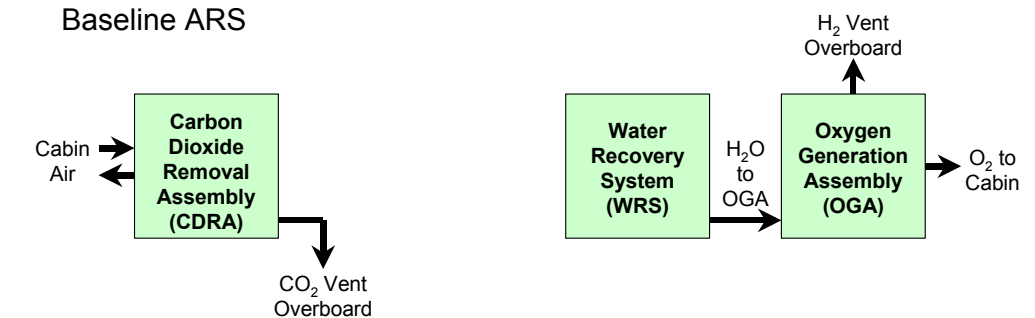 Baseline ARS
Cabin
Air
Carbon
Dioxide
Removal
Assembly
(CDRA)
CO₂ Vent
Overboard
Water
Recovery
System
(WRS)
H₂O
to
OGA
H₂ Vent
Overboard
Oxygen
Generation
Assembly
(OGA)
O₂ to
Cabin